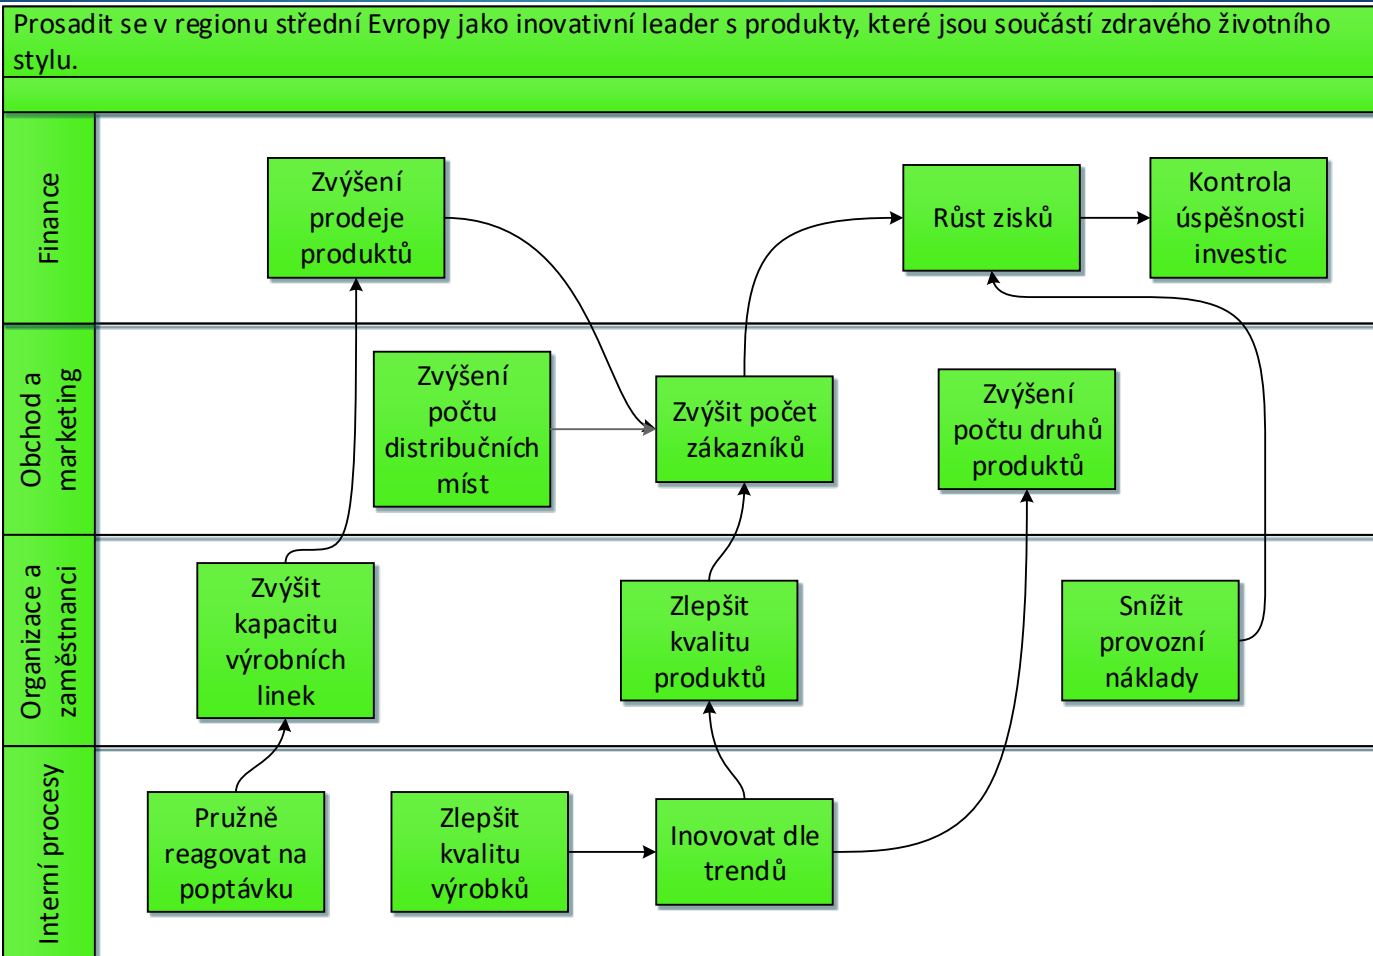 Prosadit se v regionu střední Evropy jako inovativní leader s produkty, které jsou součástí zdravého životního
stylu.
Finance
Zvýšení
prodeje
produktů
Růst zisků
Kontrola
úspěšnosti
investic
Obchod a
marketing
Zvýšení
počtu
distribučních
míst
Zvýšit počet
zákazníků
Zvýšení
počtu druhů
produktů
Organizace a
zaměstnanci
Zvýšit
kapacitu
výrobních
linek
Zlepšit
kvalitu
produktů
Snížit
provozní
náklady
Interní procesy
Pružně
reagovat na
poptávku
Zlepšit
kvalitu
výrobků
Inovovat dle
trendů